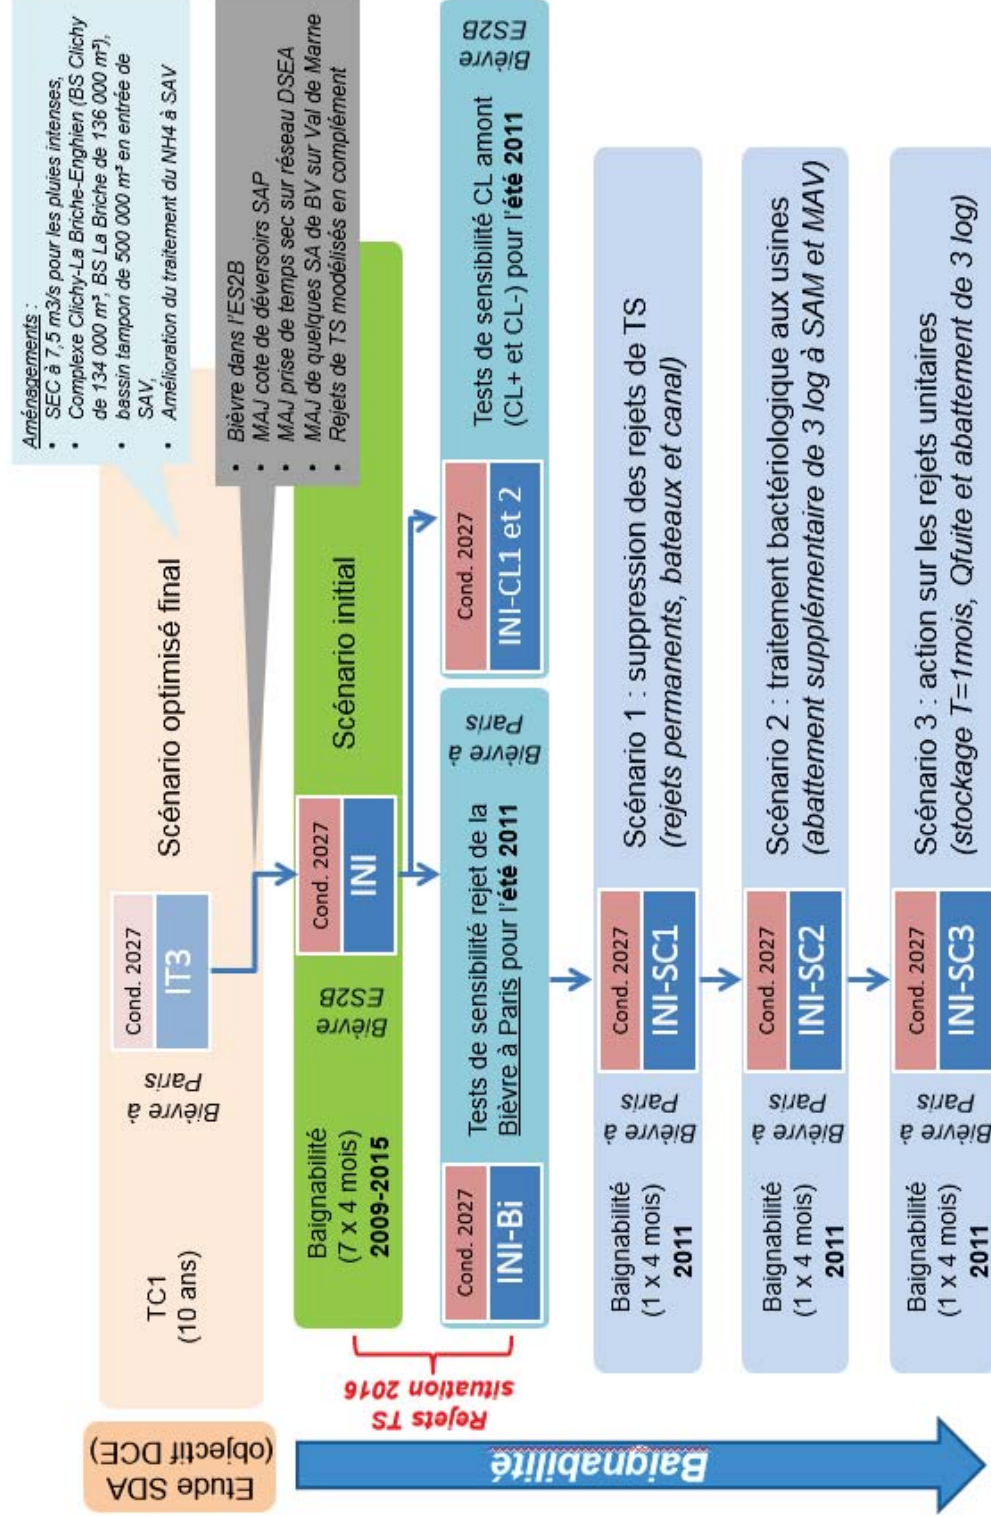 Etude SDA
(objectif DCE)
TC1
(10 ans)
Bièvre à
Paris
Cond. 2027
IT3
Scénario optimisé final
Aménagements :
• SEC à 7,5 m3/s pour les pluies intenses,
• Complexe Clichy-La Briche-Enghien (BS Clichy
de 134 000 m³, BS La Briche de 136 000 m³),
bassin tampon de 500 000 m³ en entrée de
SAV,
• Amélioration du traitement du NH4 à SAV
• Bièvre dans l'ES2B
• MAJ cote de déversoirs SAP
• MAJ prise de temps sec sur réseau DSEA
• MAJ de quelques SA de BV sur Val de Marne
• Rejets de TS modélisés en complément
Baignabilité
Rejets TS
situation 2016
Baignabilité
(7 x 4 mois)
2009-2015
Bièvre
ES2B
Cond. 2027
INI
Scénario initial
Cond. 2027
INI-Bi
Tests de sensibilité rejet de la
Bièvre à Paris pour l'été 2011
Bièvre à
Paris
Cond. 2027
INI-CL1 et 2
Tests de sensibilité CL amont
(CL+ et CL-) pour l'été 2011
Bièvre
ES2B
Baignabilité
(1 x 4 mois)
2011
Bièvre à
Paris
Cond. 2027
INI-SC1
Scénario 1 : suppression des rejets de TS
(rejets permanents, bateaux et canal)
Baignabilité
(1 x 4 mois)
2011
Bièvre à
Paris
Cond. 2027
INI-SC2
Scénario 2 : traitement bactériologique aux usines
(abattement supplémentaire de 3 log à SAM et MAV)
Baignabilité
(1 x 4 mois)
2011
Bièvre à
Paris
Cond. 2027
INI-SC3
Scénario 3 : action sur les rejets unitaires
(stockage T=1mois, Qfuite et abattement de 3 log)